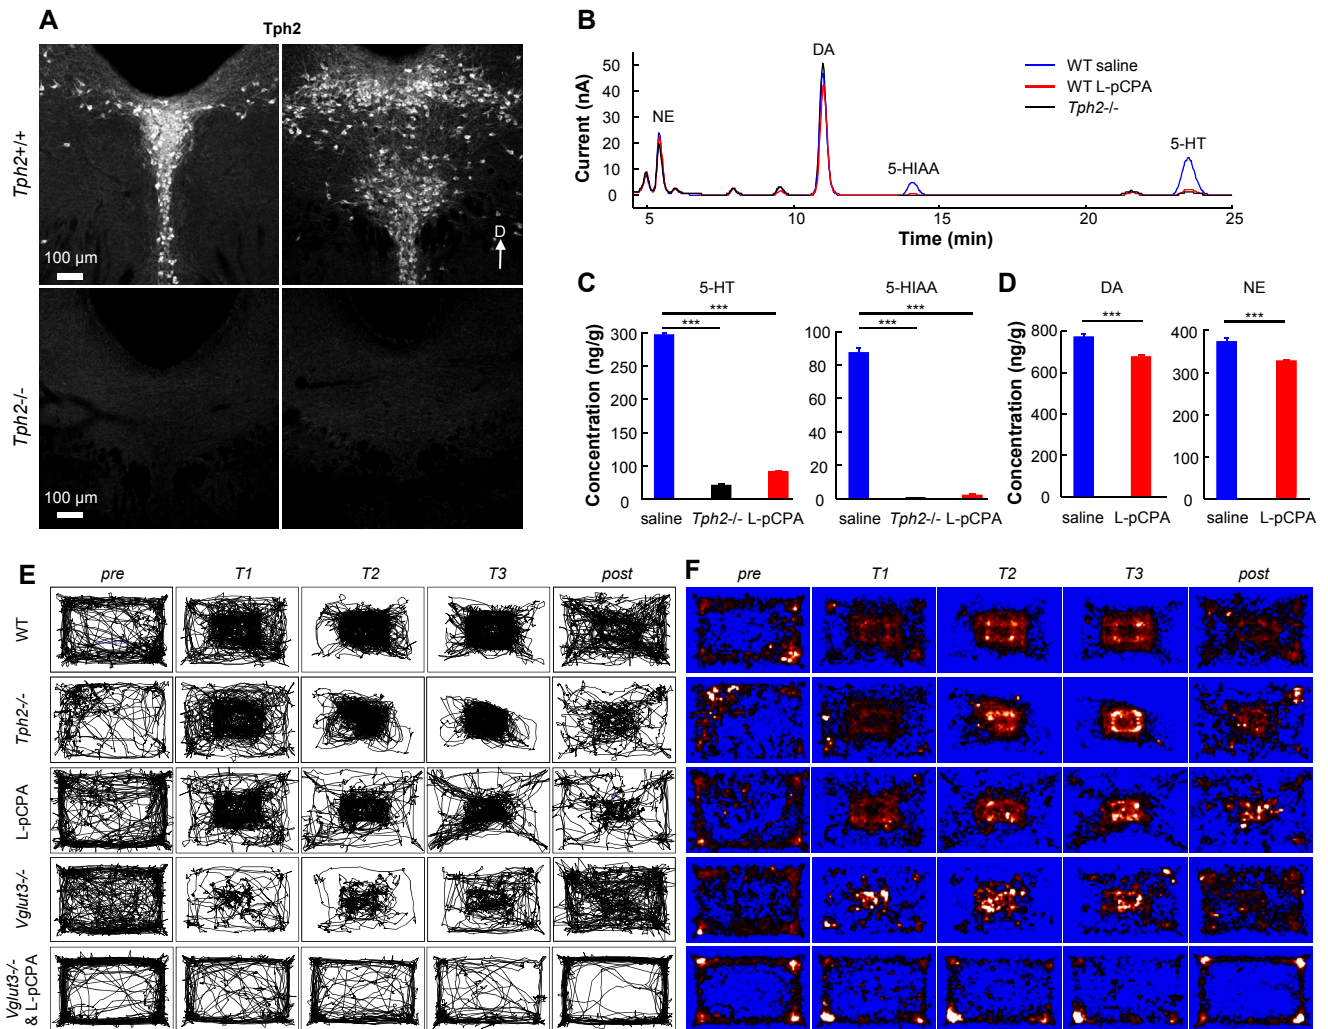 A
Tph2
Tph2+/+
D
100 µm
Tph2-/-
100 µm
B
Current (nA)
50
40
30
20
10
0
NE
DA
5-HIAA
5-HT
WT saline
WT L-pCPA
Tph2-/-
5 10 15 20 25
Time (min)
C
5-HT
5-HIAA
Concentration (ng/g)
*** ***
*** ***
300
250
200
150
100
0
saline Tph2-/- L-pCPA
100
80
60
40
20
0
saline Tph2-/- L-pCPA
D
DA
NE
Concentration (ng/g)
*** ***
800
600
400
200
0
saline L-pCPA
400
300
200
100
0
saline L-pCPA
E
pre T1 T2 T3 post
WT
Tph2-/-
L-pCPA
Vglut3-/-
Vglut3-/-
& L-pCPA
F
pre T1 T2 T3 post